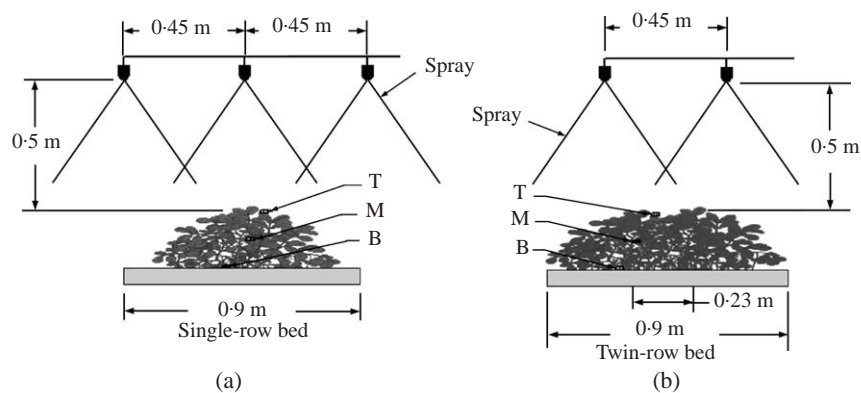 0·45 m 0·45 m
Spray
0·5 m
T
M
B
0·9 m
Single-row bed
(a)
0·45 m
Spray
0·5 m
T
M
B
0·23 m
0·9 m
Twin-row bed
(b)